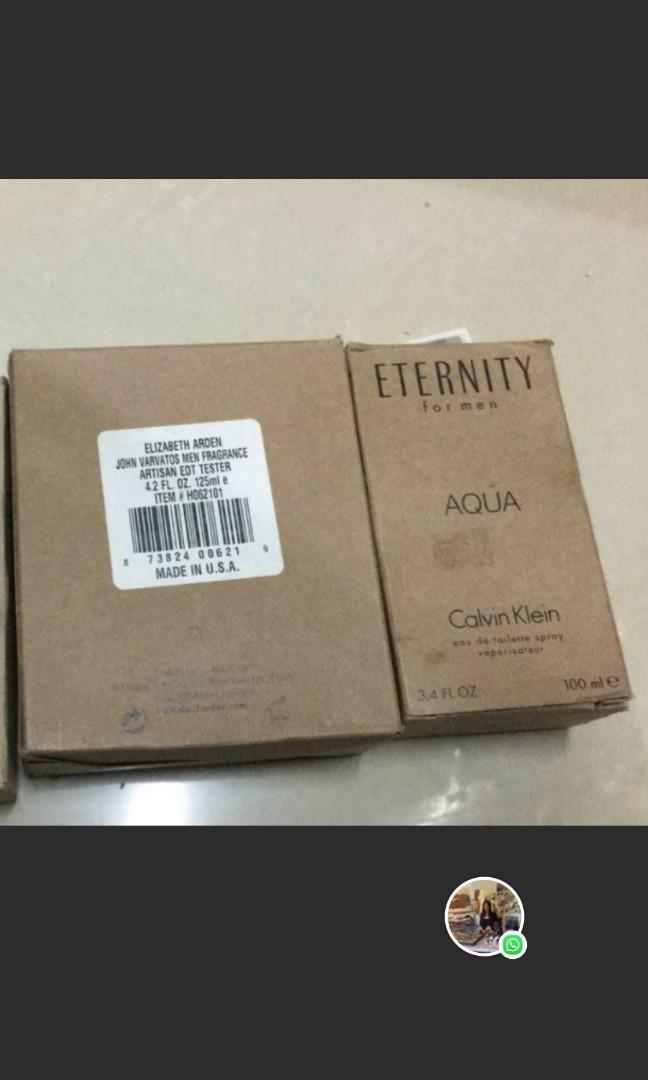 ELIZABETH ARDEN
JOHN VARVATOS MEN FRAGRANCE
ARTISAN EDT TESTER
4.2 FL. OZ. 125ml e
ITEM # H062101
8 73824 00621 9
MADE IN U.S.A.
ETERNITY
for men
AQUA
Calvin Klein
eau de toilette spray
vaporisateur
3.4 FL OZ 100 ml e